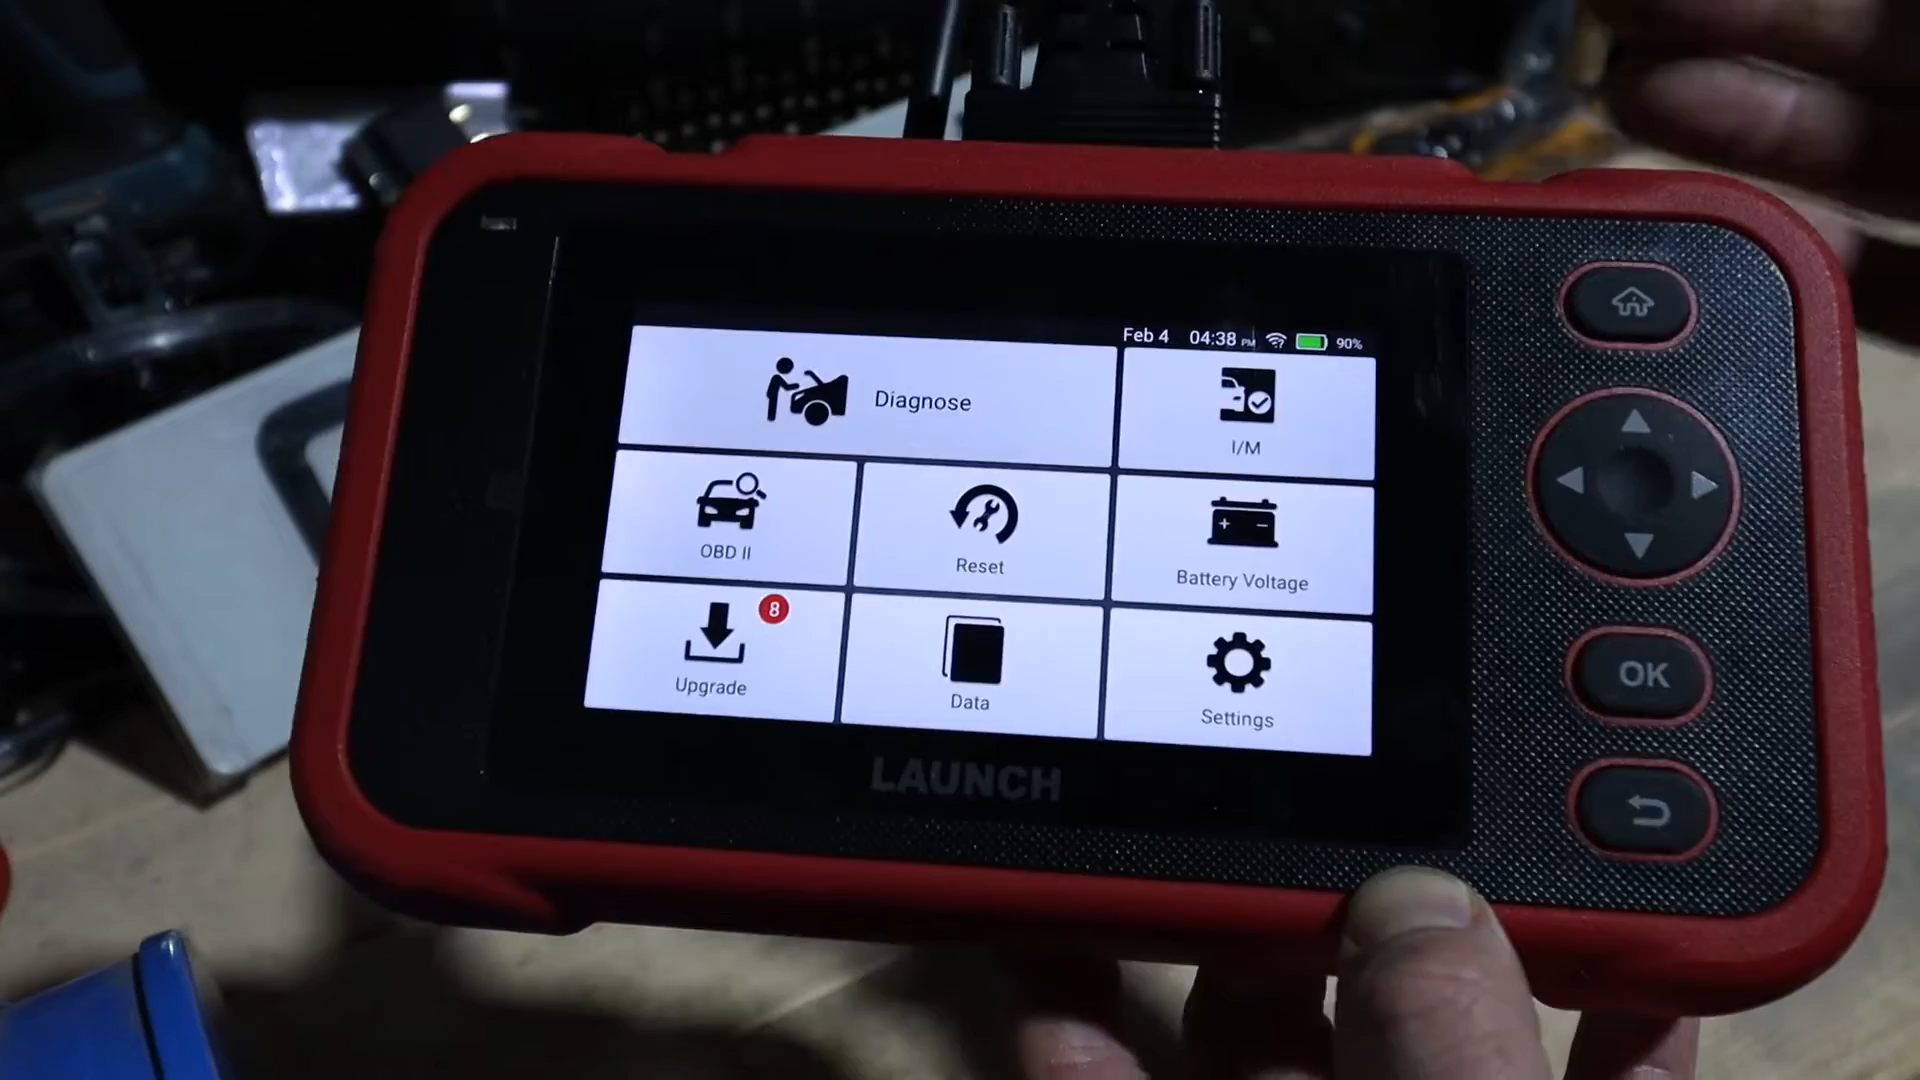 Feb 4 04:38 PM 90%
Diagnose
I/M
OBD II
Reset
Battery Voltage
8
Upgrade
Data
Settings
LAUNCH
OK